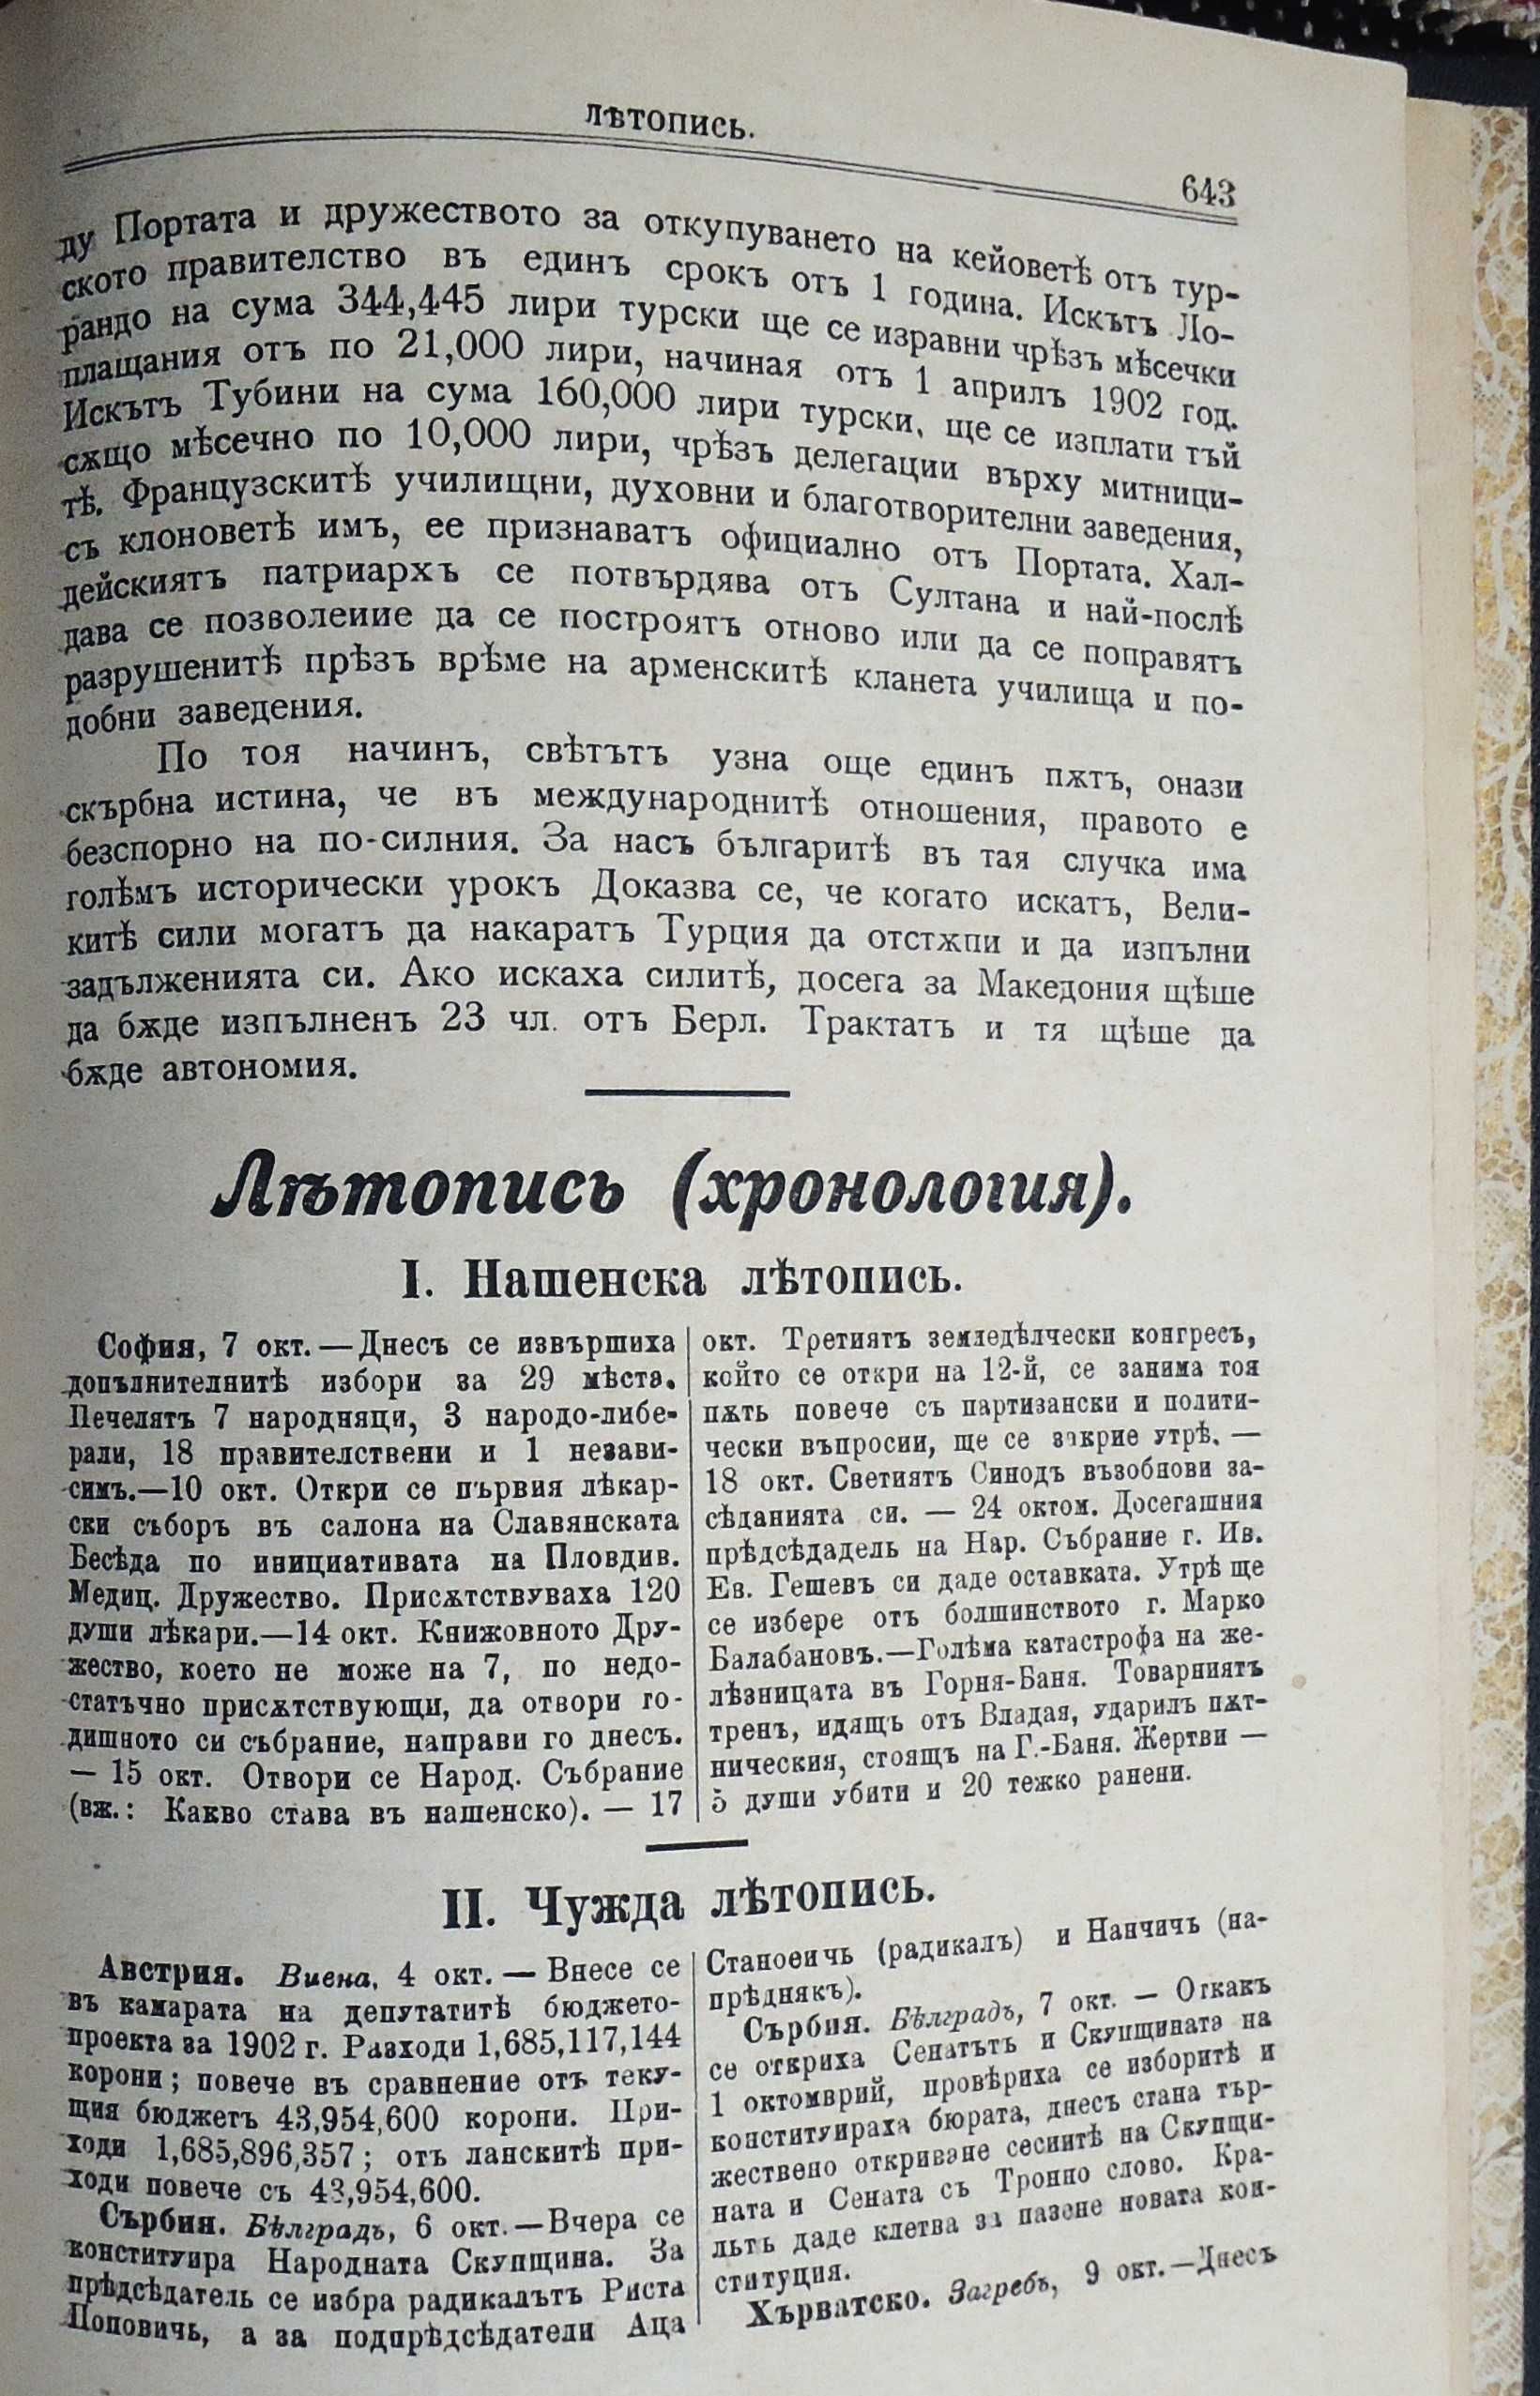 лѣтопись.
643
ду Портата и дружеството за откупуването на кейоветѣ отъ тур-
ското правителство въ единъ срокъ отъ 1 година. Искътъ Ло-
рандо на сума 344,445 лири турски ще се изравни чрѣзъ мѣсечки
плащания отъ по 21,000 лири, начиная отъ 1 априлъ 1902 год.
Искътъ Тубини на сума 160,000 лири турски, ще се изплати тъй
сѫщо мѣсечно по 10,000 лири, чрѣзъ делегации върху митници-
тѣ. Французскитѣ училищни, духовни и благотворителни заведения,
съ клоноветѣ имъ, ее признаватъ официално отъ Портата. Хал-
дейскиятъ патриархъ се потвърдява отъ Султана и най-послѣ
дава се позволеиие да се построятъ отново или да се поправятъ
разрушенитѣ прѣзъ врѣме на арменскитѣ кланета училища и по-
добни заведения.
По тоя начинъ, свѣтътъ узна още единъ пѫтъ, онази
скърбна истина, че въ международнитѣ отношения, правото е
безспорно на по-силния. За насъ българитѣ въ тая случка има
голѣмъ исторически урокъ Доказва се, че когато искатъ, Вели-
китѣ сили могатъ да накаратъ Турция да отстѫпи и да изпълни
задълженията си. Ако искаха силитѣ, досега за Македония щѣше
да бѫде изпълненъ 23 чл. отъ Берл. Трактатъ и тя щѣше да
бѫде автономия.
Лѣтопись (хронология).
I. Нашенска лѣтопись.
София, 7 окт. — Днесъ се извършиха
допълнителнитѣ избори за 29 мѣста.
Печелятъ 7 народняци, 3 народо-либе-
рали, 18 правителствени и 1 незави-
симъ.—10 окт. Откри се първия лѣкар-
ски съборъ въ салона на Славянската
Бесѣда по инициативата на Пловдив.
Медиц. Дружество. Присѫтствуваха 120
души лѣкари.—14 окт. Книжовното Дру-
жество, което не може на 7, по недо-
статъчно присѫтствующи, да отвори го-
дишното си събрание, направи го днесъ.
— 15 окт. Отвори се Народ. Събрание
(вж.: Какво става въ нашенско). — 17
окт. Третиятъ земледѣлчески конгресъ,
който се откри на 12-й, се занима тоя
пѫть повече съ партизански и полити-
чески въпросии, ще се закрие утрѣ. —
18 окт. Светиятъ Синодъ възобнови за-
сѣданията си. — 24 октом. Досегашния
прѣдсѣдадель на Нар. Събрание г. Ив.
Ев. Гешевъ си даде оставката. Утрѣ ще
се избере отъ болшинството г. Марко
Балабановъ.—Голѣма катастрофа на же-
лѣзницата въ Горня-Баня. Товарниятъ
тренъ, идящъ отъ Владая, ударилъ пѫт-
ническия, стоящъ на Г.-Баня. Жертви —
5 души убити и 20 тежко ранени.
II. Чужда лѣтопись.
Австрия. Виена, 4 окт. — Внесе се
въ камарата на депутатитѣ бюджето-
проекта за 1902 г. Разходи 1,685,117,144
корони; повече въ сравнение отъ теку-
щия бюджетъ 43,954,600 корони. При-
ходи 1,685,896,357; отъ ланскитѣ при-
ходи повече съ 43,954,600.
Сърбия. Бѣлградъ, 6 окт.—Вчера се
конституира Народната Скупщина. За
прѣдсѣдатель се избра радикалътъ Риста
Поповичь, а за подпрѣдсѣдатели Аца
Станоеичь (радикалъ) и Нанчичъ (на-
прѣднякъ).
Сърбия. Бѣлградъ, 7 окт. — Откакъ
се откриха Сенатътъ и Скупщината на
1 октомврий, провѣриха се изборитѣ и
конституираха бюрата, днесъ стана тър-
жествено откриване сесиитѣ на Скупщи-
ната и Сената съ Тронно слово. Кра-
льтъ даде клетва за пазене новата кон-
ституция.
Хърватско. Загребъ, 9 окт.—Днесъ